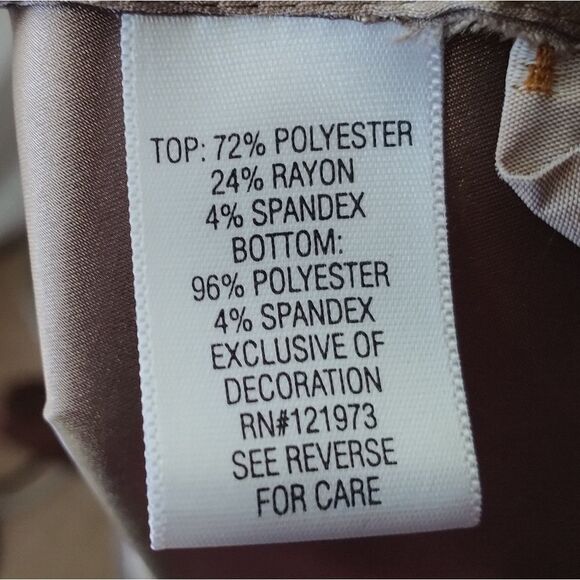 TOP: 72% POLYESTER
24% RAYON
4% SPANDEX
BOTTOM:
96% POLYESTER
4% SPANDEX
EXCLUSIVE OF
DECORATION
RN#121973
SEE REVERSE
FOR CARE